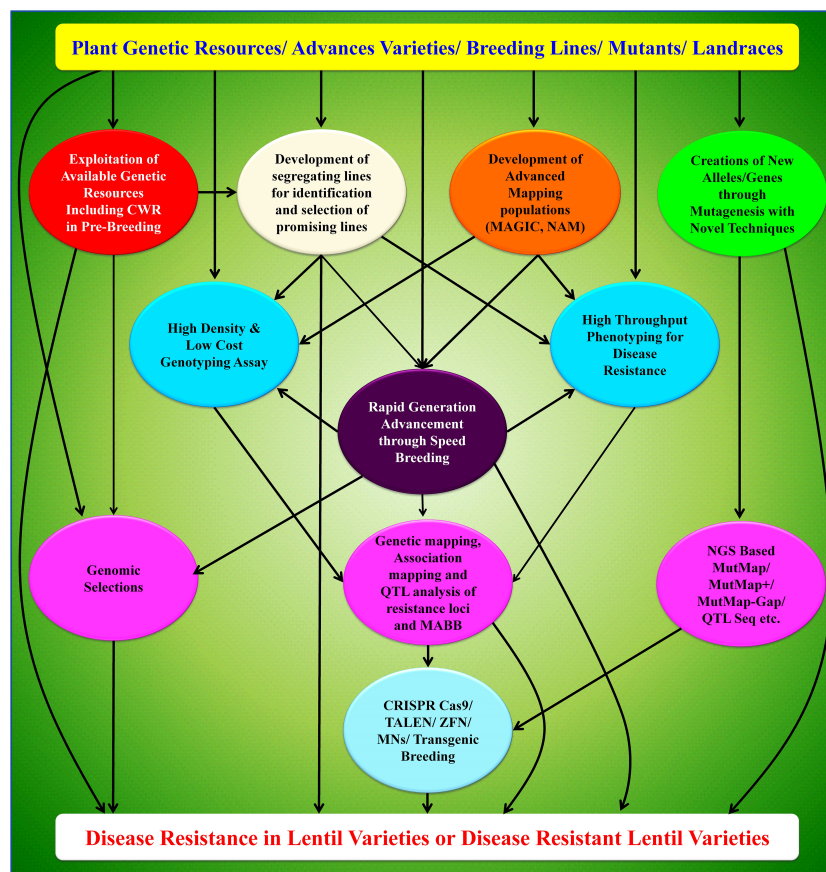 Plant Genetic Resources/ Advances Varieties/ Breeding Lines/ Mutants/ Landraces
Exploitation of
Available Genetic
Resources
Including CWR
in Pre-Breeding
Development of
segregating lines
for identification
and selection of
promising lines
Development of
Advanced
Mapping
populations
(MAGIC, NAM)
Creations of New
Alleles/Genes
through
Mutagenesis with
Novel Techniques
High Density &
Low Cost
Genotyping Assay
High Throughput
Phenotyping for
Disease
Resistance
Rapid Generation
Advancement
through Speed
Breeding
Genomic
Selections
Genetic mapping,
Association
mapping and
QTL analysis of
resistance loci
and MABB
NGS Based
MutMap/
MutMap+/
MutMap-Gap/
QTL Seq etc.
CRISPR Cas9/
TALEN/ ZFN/
MNs/ Transgenic
Breeding
Disease Resistance in Lentil Varieties or Disease Resistant Lentil Varieties